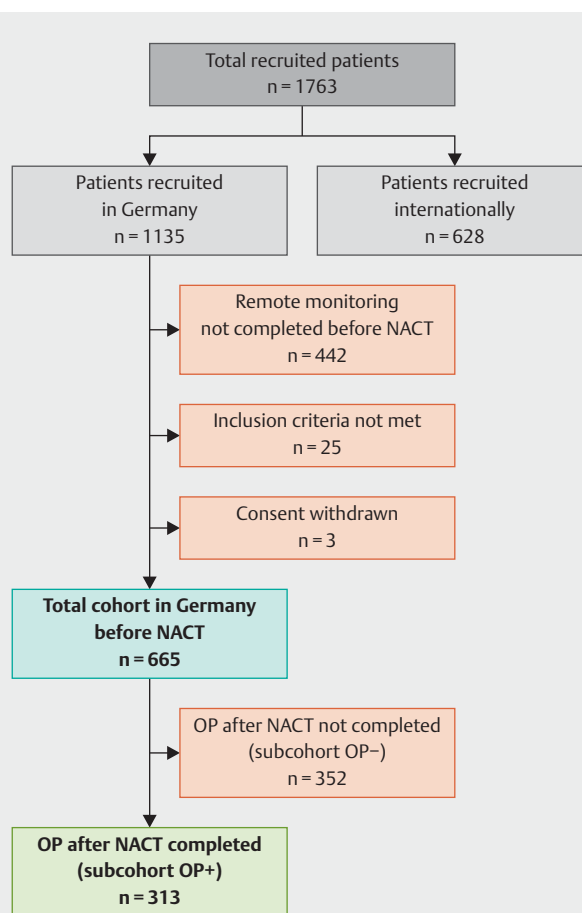 Total recruited patients
n = 1763
Patients recruited
in Germany
n = 1135
Patients recruited
internationally
n = 628
Remote monitoring
not completed before NACT
n = 442
Inclusion criteria not met
n = 25
Consent withdrawn
n = 3
Total cohort in Germany
before NACT
n = 665
OP after NACT not completed
(subcohort OP–)
n = 352
OP after NACT completed
(subcohort OP+)
n = 313